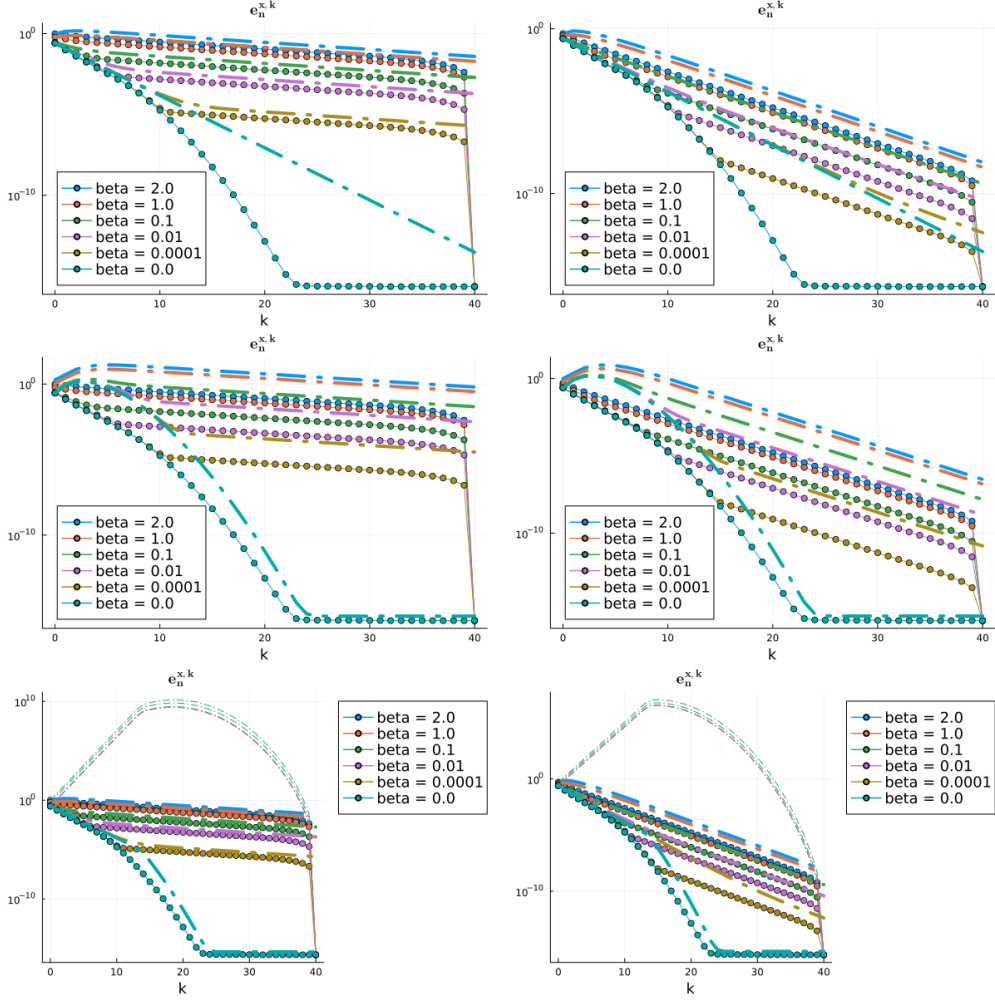 e_n^{x,k}
10^0
10^{-10}
beta = 2.0
beta = 1.0
beta = 0.1
beta = 0.01
beta = 0.0001
beta = 0.0
0 10 20 30 40
k
e_n^{x,k}
10^0
10^{-10}
beta = 2.0
beta = 1.0
beta = 0.1
beta = 0.01
beta = 0.0001
beta = 0.0
0 10 20 30 40
k
e_n^{x,k}
10^0
10^{-10}
beta = 2.0
beta = 1.0
beta = 0.1
beta = 0.01
beta = 0.0001
beta = 0.0
0 10 20 30 40
k
e_n^{x,k}
10^0
10^{-10}
beta = 2.0
beta = 1.0
beta = 0.1
beta = 0.01
beta = 0.0001
beta = 0.0
0 10 20 30 40
k
e_n^{x,k}
10^{10}
10^0
10^{-10}
beta = 2.0
beta = 1.0
beta = 0.1
beta = 0.01
beta = 0.0001
beta = 0.0
0 10 20 30 40
k
e_n^{x,k}
10^0
10^{-10}
beta = 2.0
beta = 1.0
beta = 0.1
beta = 0.01
beta = 0.0001
beta = 0.0
0 10 20 30 40
k